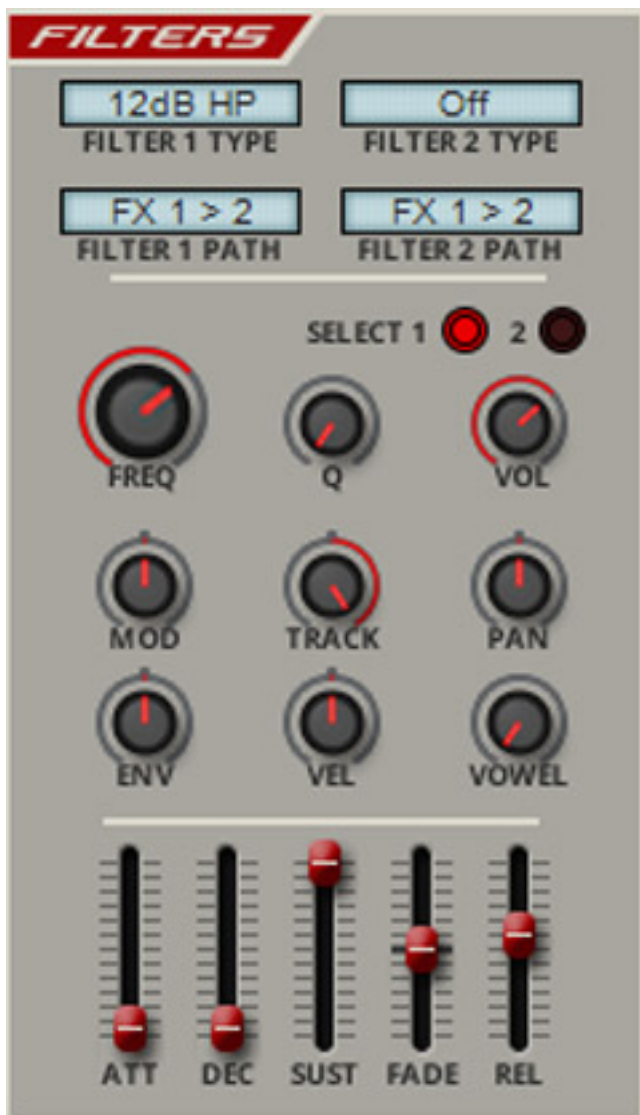 FILTERS
12dB HP Off
FILTER 1 TYPE FILTER 2 TYPE
FX 1 > 2 FX 1 > 2
FILTER 1 PATH FILTER 2 PATH
SELECT 1 2
FREQ Q VOL
MOD TRACK PAN
ENV VEL VOWEL
ATT DEC SUST FADE REL